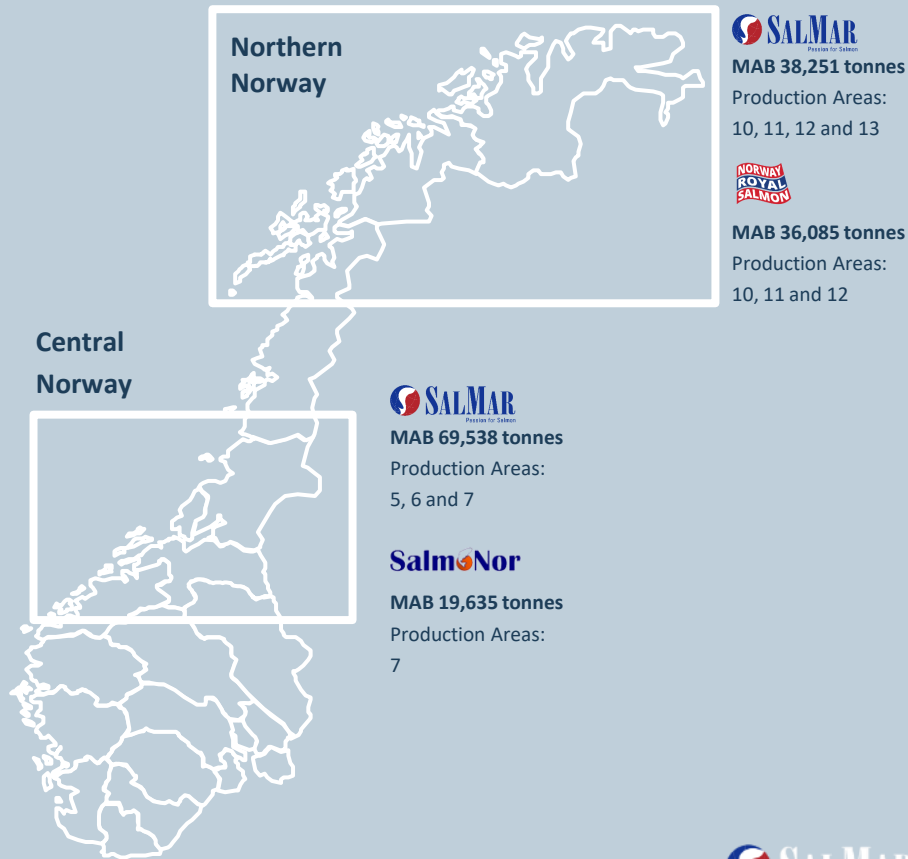 Northern
Norway
SALMAR
Passion for Salmon
MAB 38,251 tonnes
Production Areas:
10, 11, 12 and 13
NORWAY
ROYAL
SALMON
MAB 36,085 tonnes
Production Areas:
10, 11 and 12
Central
Norway
SALMAR
Passion for Salmon
MAB 69,538 tonnes
Production Areas:
5, 6 and 7
SalmoNor
MAB 19,635 tonnes
Production Areas:
7